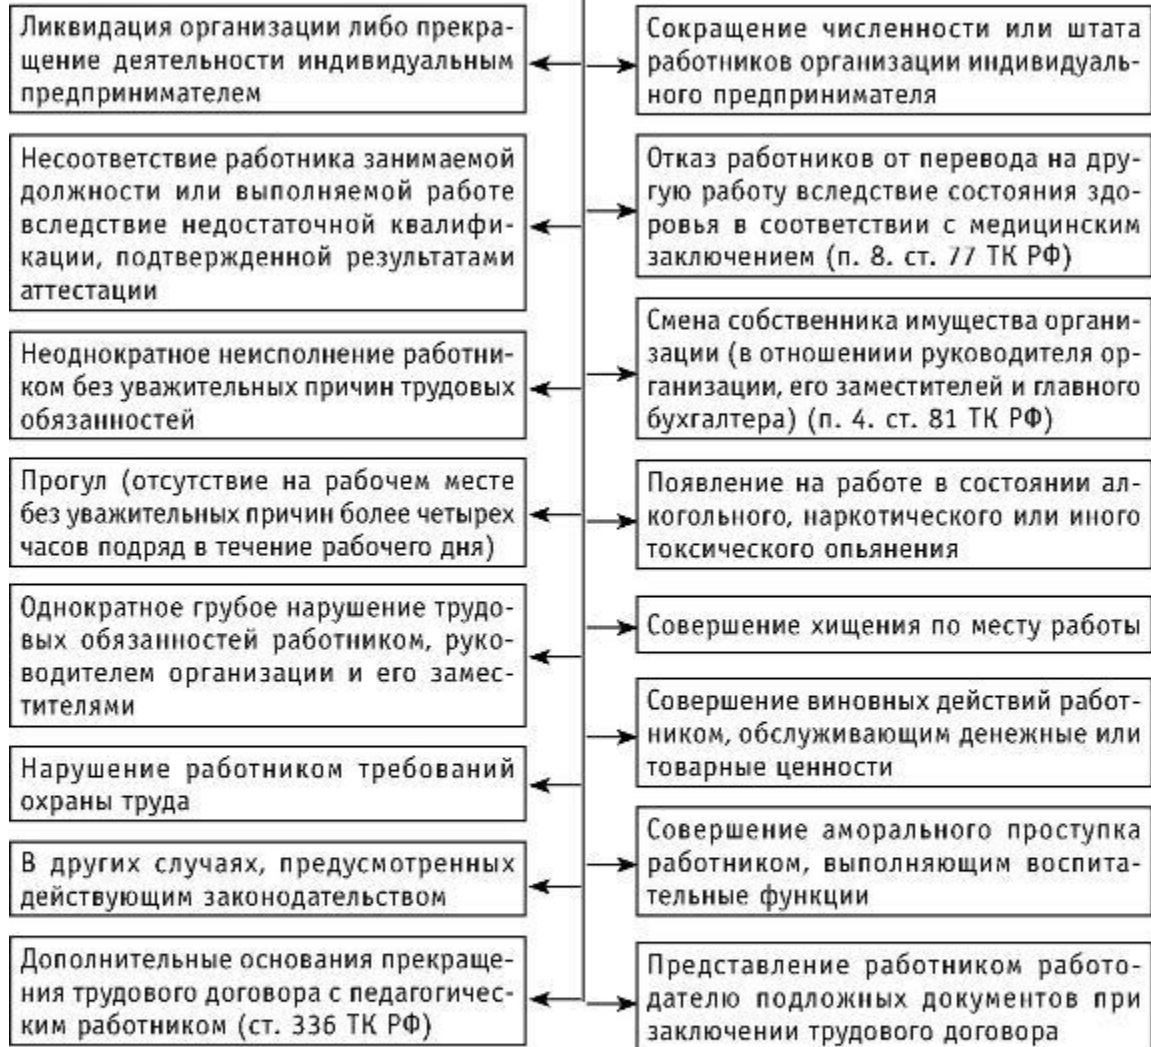 Ликвидация организации либо прекра-
щение деятельности индивидуальным
предпринимателем
Сокращение численности или штата
работников организации индивидуаль-
ного предпринимателя
Несоответствие работника занимаемой
должности или выполняемой работе
вследствие недостаточной квалифи-
кации, подтвержденной результатами
аттестации
Отказ работников от перевода на дру-
гую работу вследствие состояния здо-
ровья в соответствии с медицинским
заключением (п. 8. ст. 77 ТК РФ)
Неоднократное неисполнение работни-
ком без уважительных причин трудовых
обязанностей
Смена собственника имущества органи-
зации (в отношениии руководителя ор-
ганизации, его заместителей и главного
бухгалтера) (п. 4. ст. 81 ТК РФ)
Прогул (отсутствие на рабочем месте
без уважительных причин более четырех
часов подряд в течение рабочего дня)
Появление на работе в состоянии ал-
когольного, наркотического или иного
токсического опьянения
Однократное грубое нарушение трудо-
вых обязанностей работником, руко-
водителем организации и его замес-
тителями
Совершение хищения по месту работы
Совершение виновных действий работ-
ником, обслуживающим денежные или
товарные ценности
Нарушение работником требований
охраны труда
Совершение аморального проступка
работником, выполняющим воспита-
тельные функции
В других случаях, предусмотренных
действующим законодательством
Дополнительные основания прекраще-
ния трудового договора с педагогичес-
ким работником (ст. 336 ТК РФ)
Представление работником работо-
дателю подложных документов при
заключении трудового договора